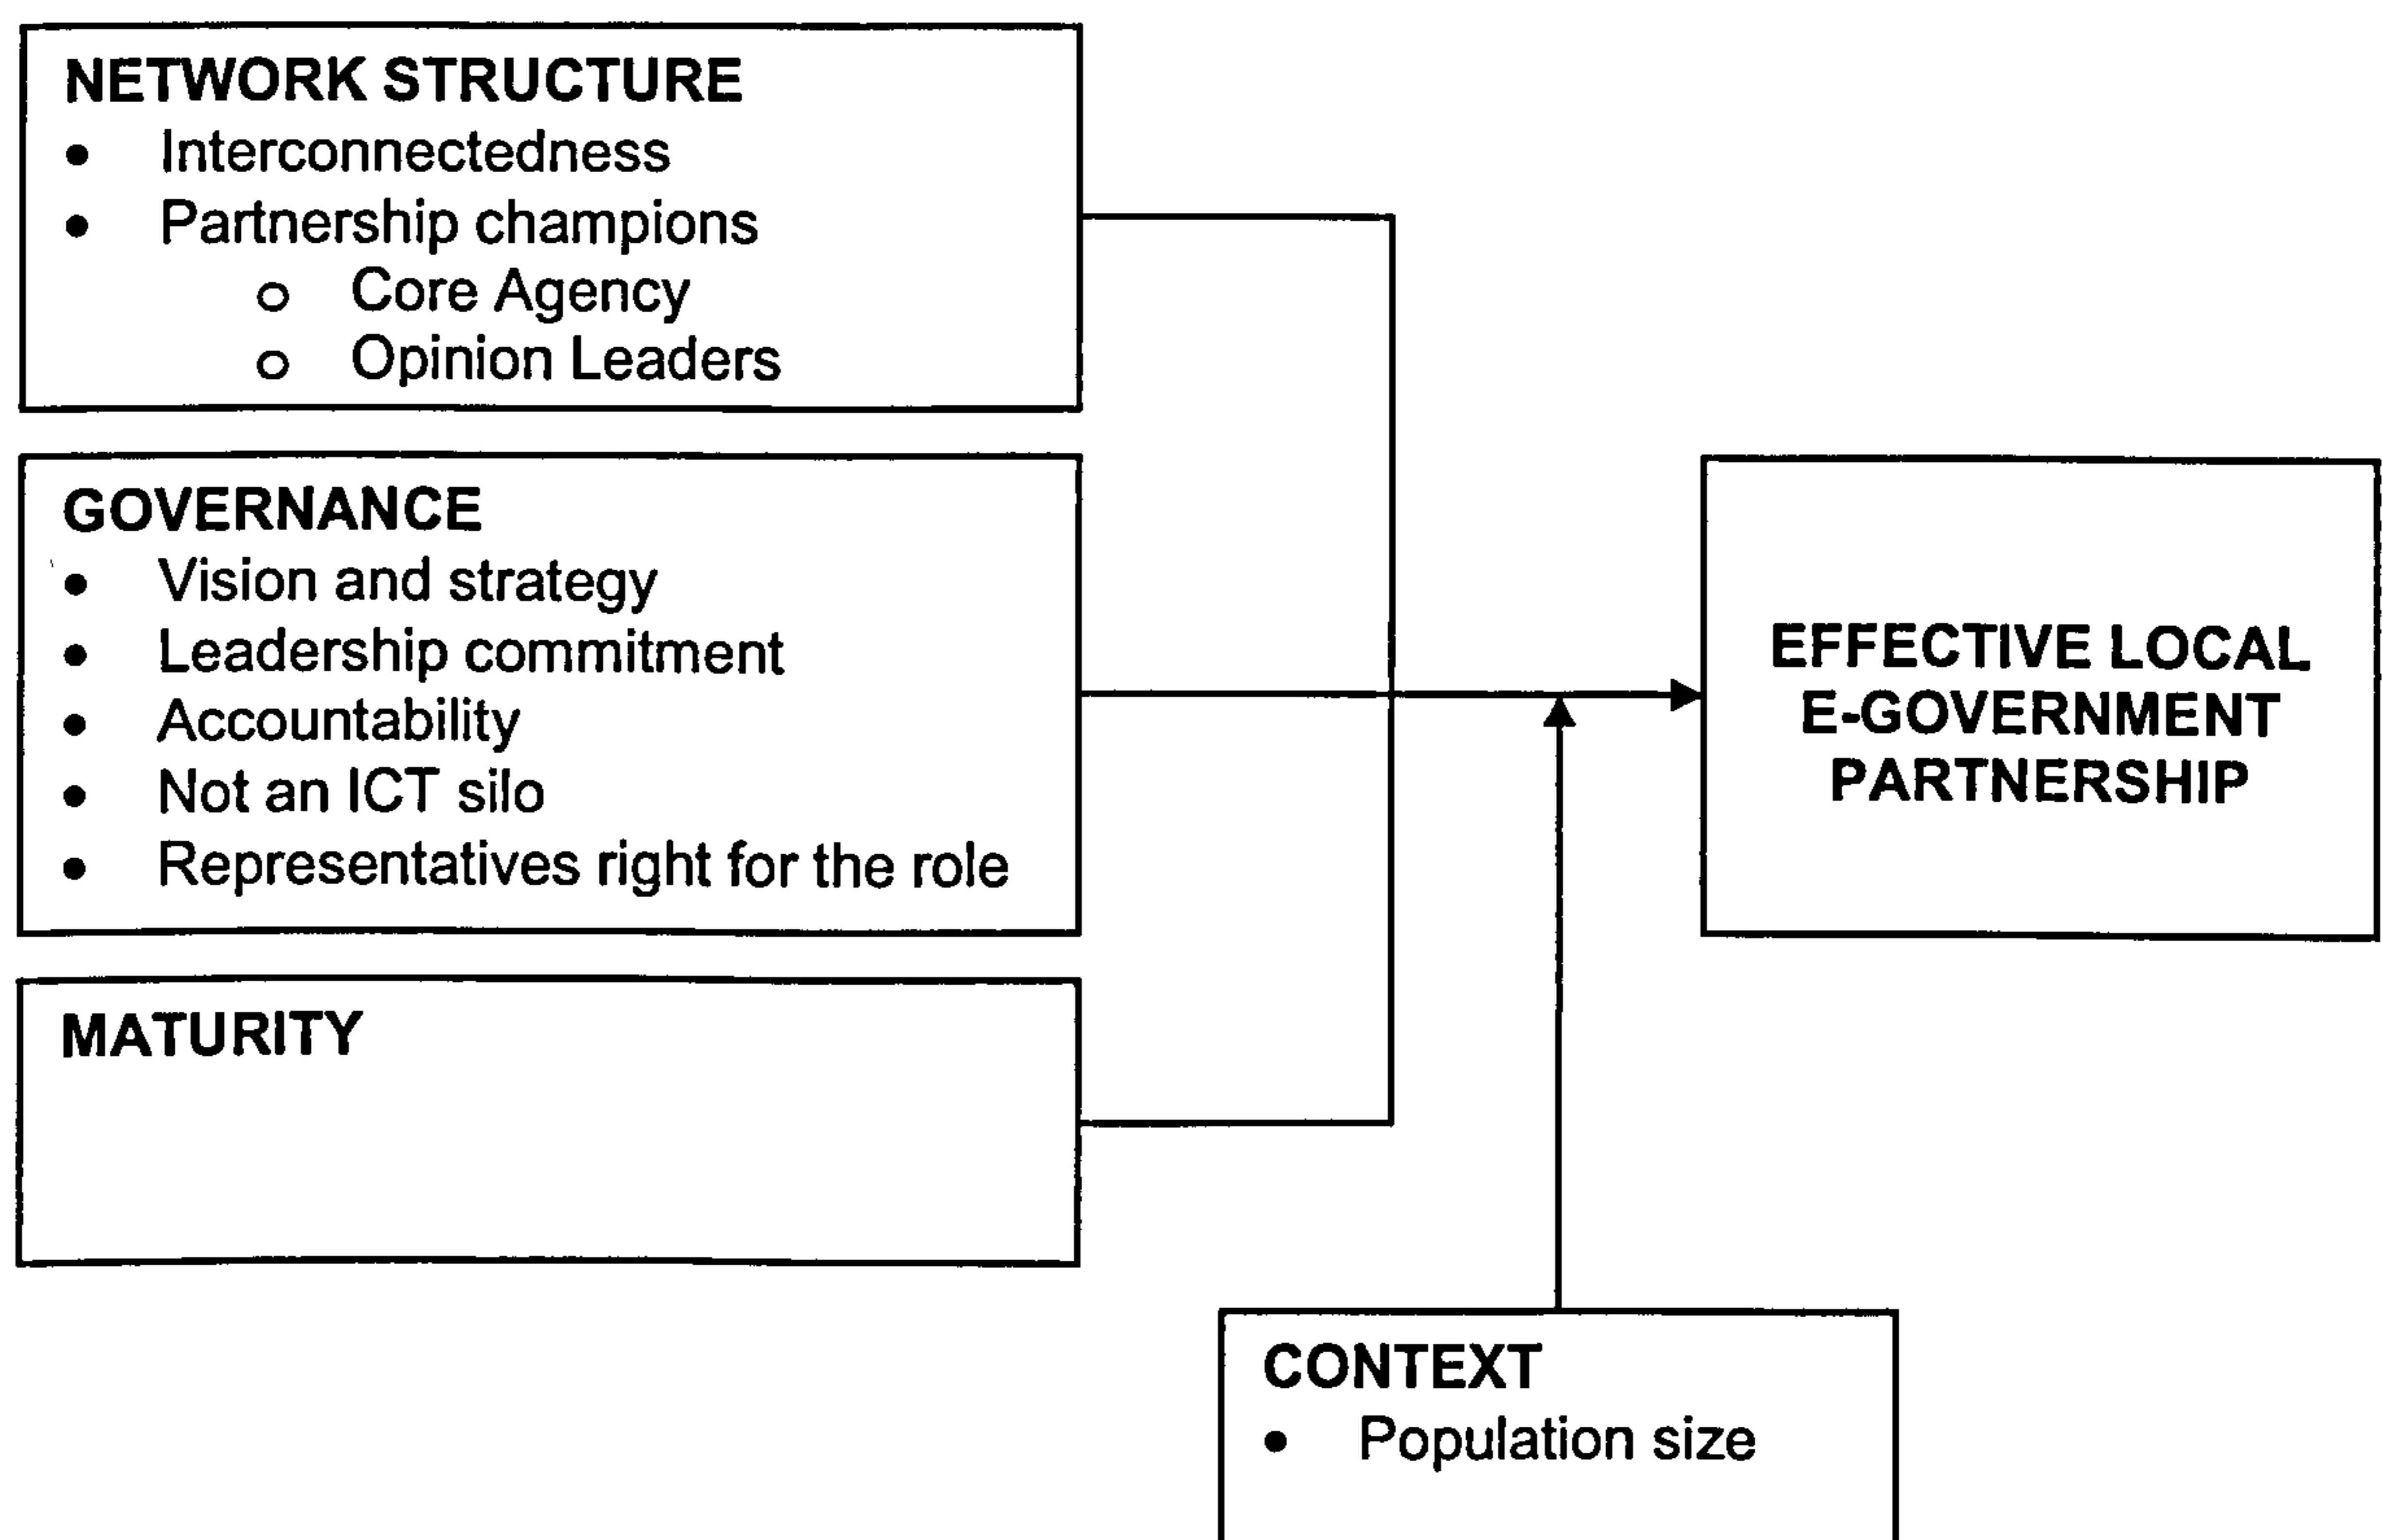 NETWORK STRUCTURE
• Interconnectedness
• Partnership champions
o Core Agency
o Opinion Leaders
GOVERNANCE
• Vision and strategy
• Leadership commitment
• Accountability
• Not an ICT silo
• Representatives right for the role
EFFECTIVE LOCAL
E-GOVERNMENT
PARTNERSHIP
MATURITY
CONTEXT
• Population size